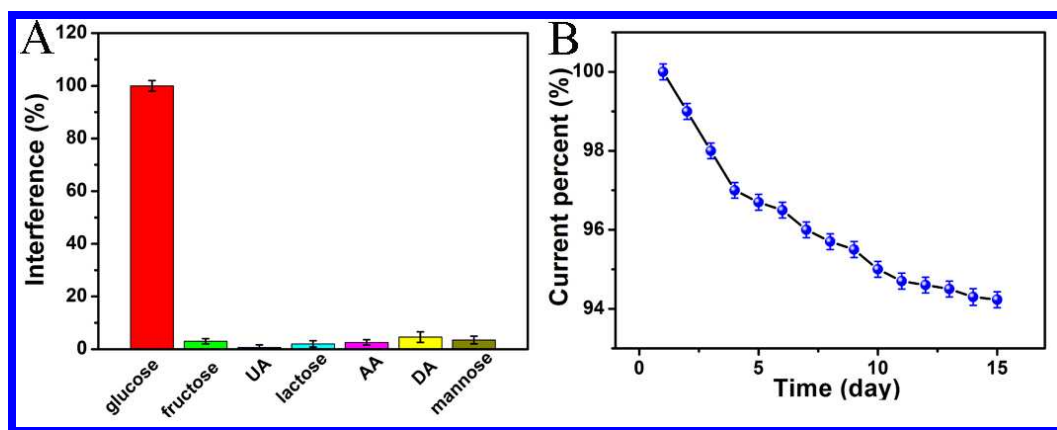 A
Interference (%)
120
100
80
60
40
20
0
glucose
fructose
UA
lactose
AA
DA
mannose
B
Current percent (%)
100
98
96
94
0
5
10
15
Time (day)